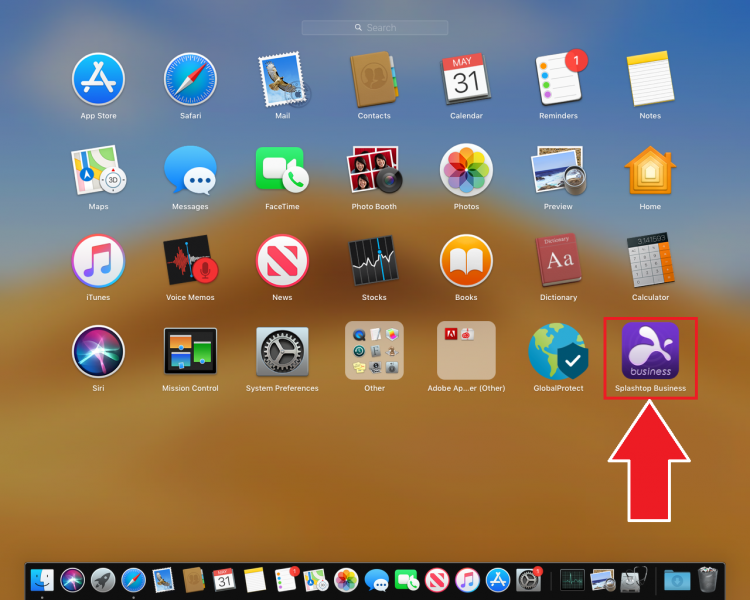 Search
1
MAY
31
App Store
Safari
Mail
Contacts
Calendar
Reminders
Notes
3D
Maps
Messages
FaceTime
Photo Booth
Photos
Preview
Home
Dictionary
Aa
3141593
iTunes
Voice Memos
News
Stocks
Books
Dictionary
Calculator
business
Siri
Mission Control
System Preferences
Other
Adobe Ap...er (Other)
GlobalProtect
Splashtop Business
31
1
1